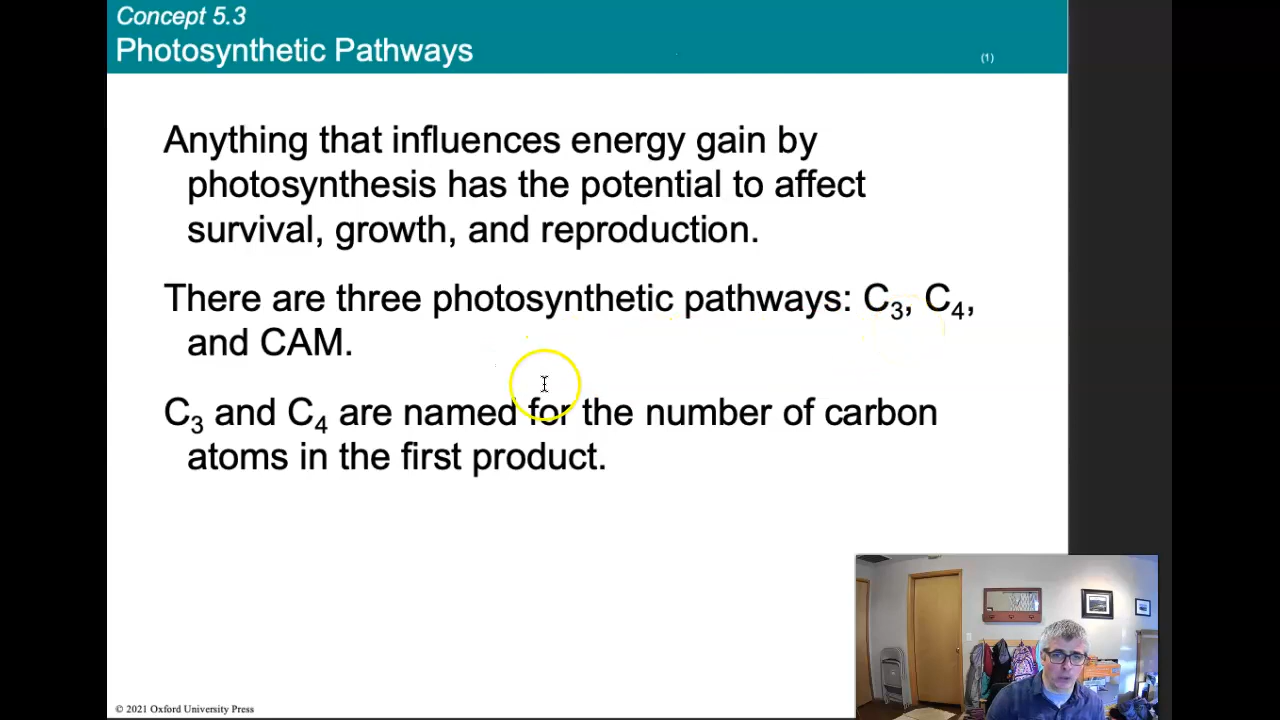 Concept 5.3
Photosynthetic Pathways
(1)
Anything that influences energy gain by
photosynthesis has the potential to affect
survival, growth, and reproduction.
There are three photosynthetic pathways: C₃, C₄,
and CAM.
C₃ and C₄ are named for the number of carbon
atoms in the first product.
© 2021 Oxford University Press